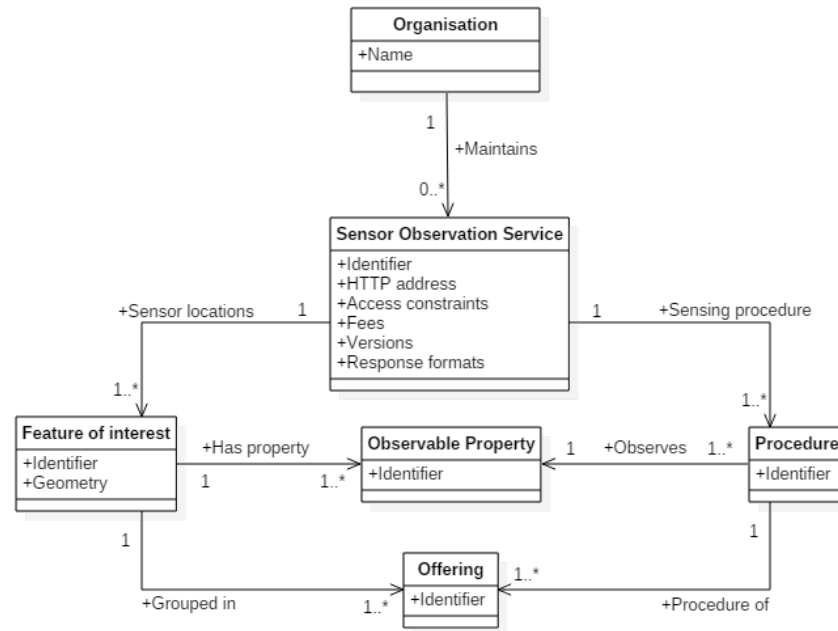 Organisation
+Name
1
+Maintains
0..*
Sensor Observation Service
+Identifier
+HTTP address
+Access constraints
+Fees
+Versions
+Response formats
+Sensor locations
1
1
+Sensing procedure
1..*
1..*
Feature of interest
+Identifier
+Geometry
+Has property
1
1..*
Observable Property
+Identifier
1
+Observes
1..*
Procedure
+Identifier
1
1
Offering
+Identifier
+Grouped in
1..*
1..*
+Procedure of